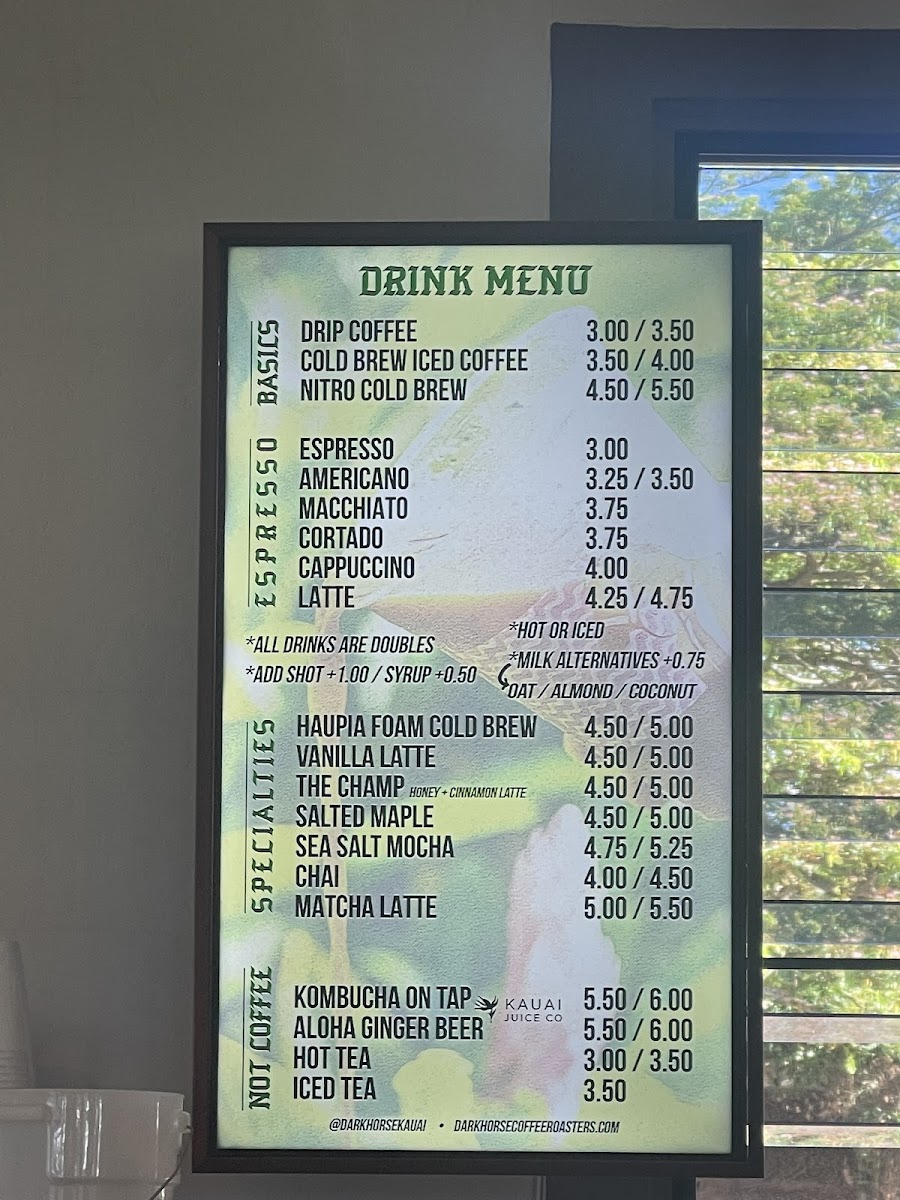 DRINK MENU
BASICS
DRIP COFFEE 3.00 / 3.50
COLD BREW ICED COFFEE 3.50 / 4.00
NITRO COLD BREW 4.50 / 5.50
ESPRESSO
ESPRESSO 3.00
AMERICANO 3.25 / 3.50
MACCHIATO 3.75
CORTADO 3.75
CAPPUCCINO 4.00
LATTE 4.25 / 4.75
*ALL DRINKS ARE DOUBLES
*ADD SHOT +1.00 / SYRUP +0.50
*HOT OR ICED
*MILK ALTERNATIVES +0.75
OAT / ALMOND / COCONUT
SPECIALTIES
HAUPIA FOAM COLD BREW 4.50 / 5.00
VANILLA LATTE 4.50 / 5.00
THE CHAMP HONEY + CINNAMON LATTE 4.50 / 5.00
SALTED MAPLE 4.50 / 5.00
SEA SALT MOCHA 4.75 / 5.25
CHAI 4.00 / 4.50
MATCHA LATTE 5.00 / 5.50
NOT COFFEE
KOMBUCHA ON TAP 5.50 / 6.00
KAUAI
JUICE CO
ALOHA GINGER BEER 5.50 / 6.00
HOT TEA 3.00 / 3.50
ICED TEA 3.50
@DARKHORSEKAUAI • DARKHORSECOFFEEROASTERS.COM